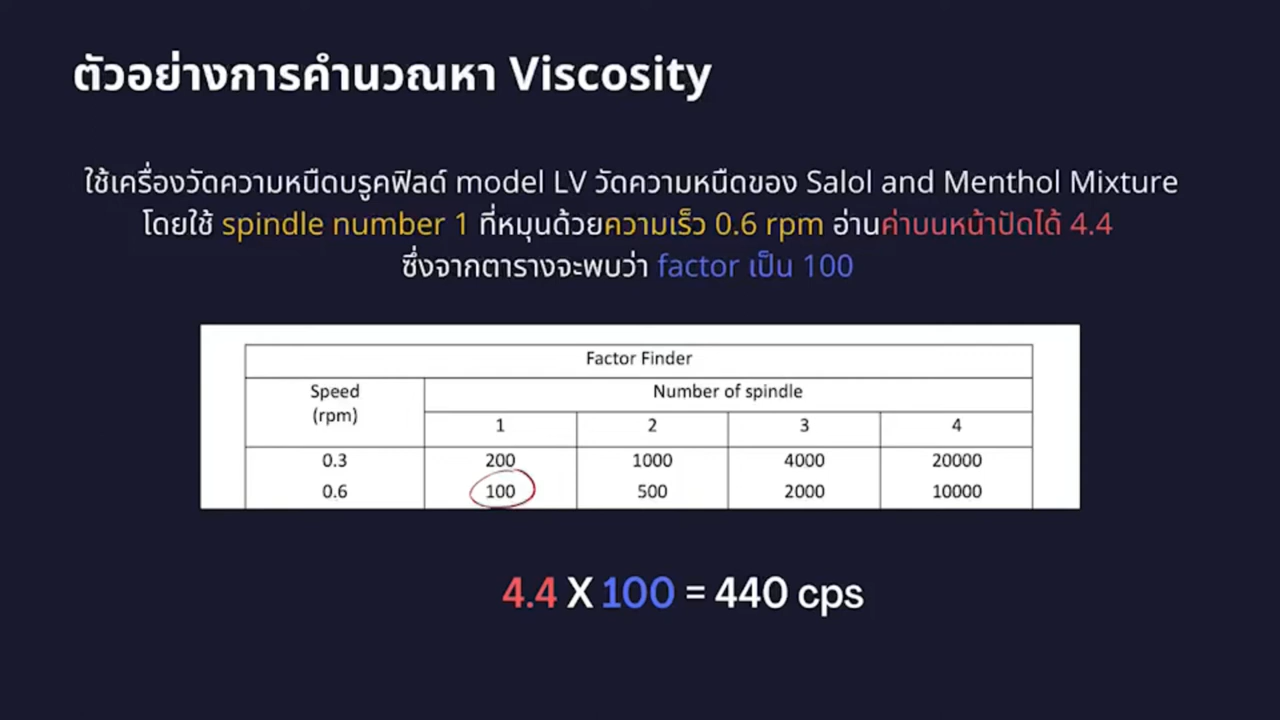 ตัวอย่างการคำนวณหา Viscosity
ใช้เครื่องวัดความหนืดบรูคฟิลด์ model LV วัดความหนืดของ Salol and Menthol Mixture
โดยใช้ spindle number 1 ที่หมุนด้วยความเร็ว 0.6 rpm อ่านค่าบนหน้าปัดได้ 4.4
ซึ่งจากตารางจะพบว่า factor เป็น 100
Factor Finder
Speed (rpm) Number of spindle
1 2 3 4
0.3 200 1000 4000 20000
0.6 100 500 2000 10000
4.4 X 100 = 440 cps